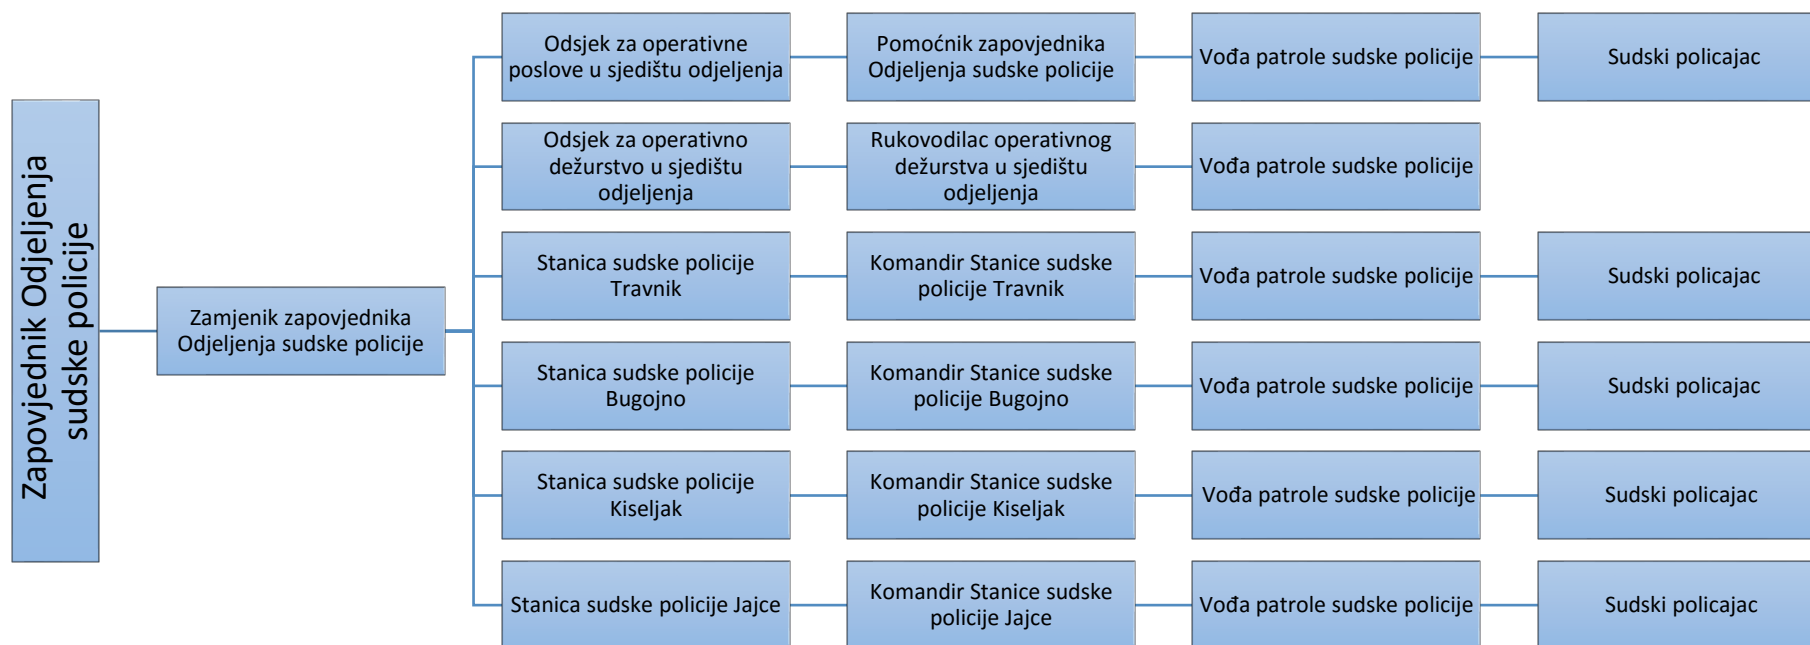 Zapovjednik Odjeljenja
sudske policije
Zamjenik zapovjednika
Odjeljenja sudske policije
Odsjek za operativne
poslove u sjedištu odjeljenja
Pomoćnik zapovjednika
Odjeljenja sudske policije
Vođa patrole sudske policije
Sudski policajac
Odsjek za operativno
dežurstvo u sjedištu
odjeljenja
Rukovodilac operativnog
dežurstva u sjedištu
odjeljenja
Vođa patrole sudske policije
Stanica sudske policije
Travnik
Komandir Stanice sudske
policije Travnik
Vođa patrole sudske policije
Sudski policajac
Stanica sudske policije
Bugojno
Komandir Stanice sudske
policije Bugojno
Vođa patrole sudske policije
Sudski policajac
Stanica sudske policije
Kiseljak
Komandir Stanice sudske
policije Kiseljak
Vođa patrole sudske policije
Sudski policajac
Stanica sudske policije Jajce
Komandir Stanice sudske
policije Jajce
Vođa patrole sudske policije
Sudski policajac